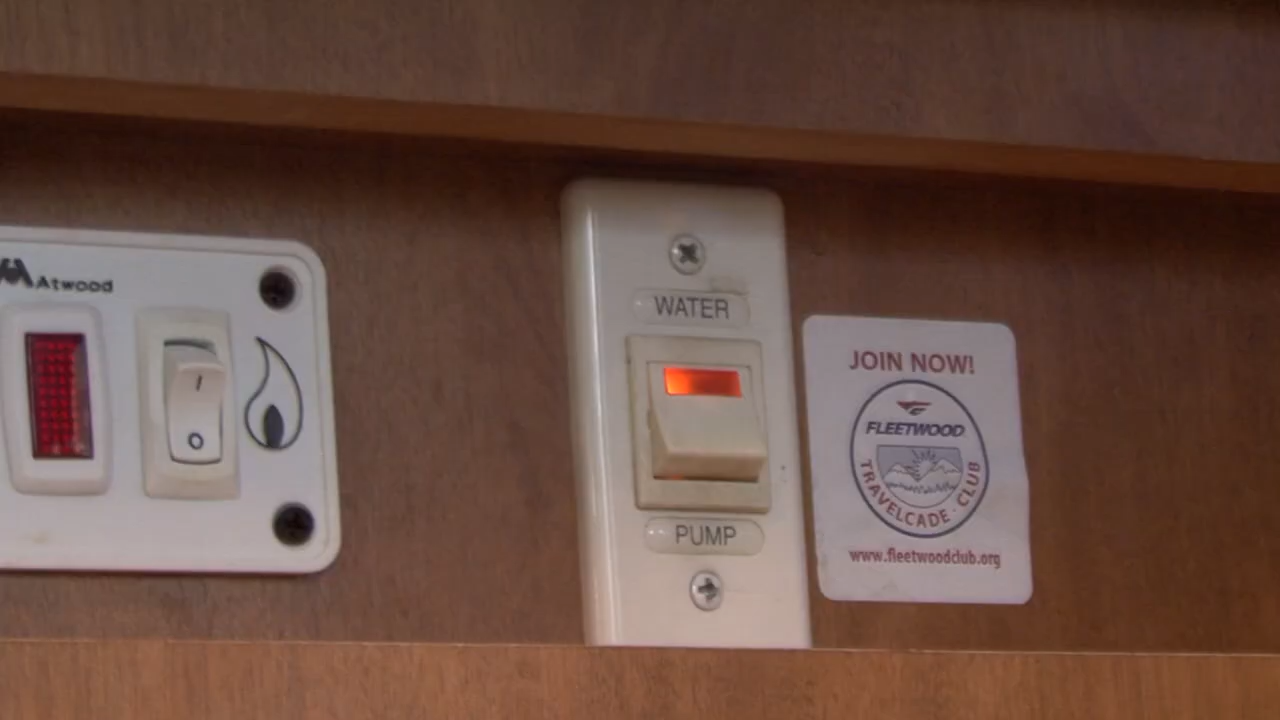 Atwood
I
O
WATER
PUMP
JOIN NOW!
FLEETWOOD
TRAVELCADE · CLUB
www.fleetwoodclub.org